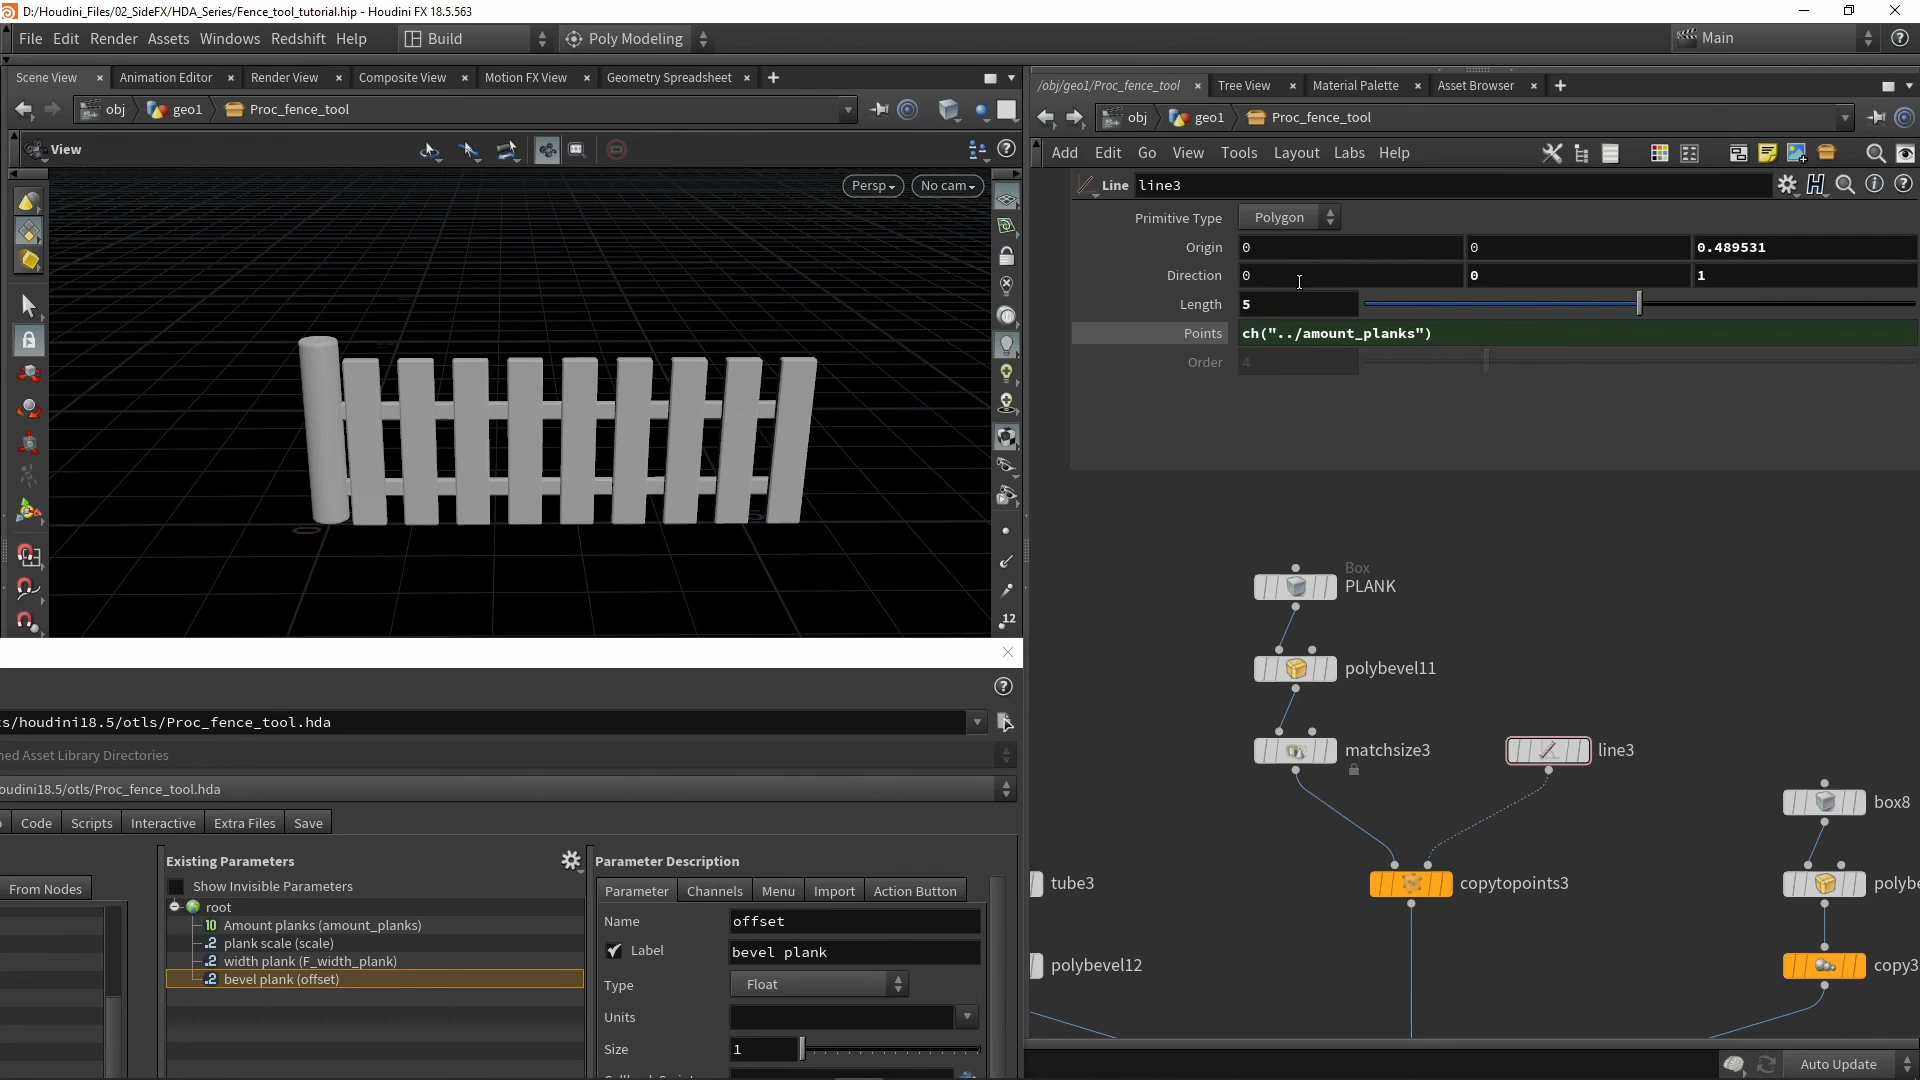 D:/Houdini_Files/02_SideFX/HDA_Series/Fence_tool_tutorial.hip - Houdini FX 18.5.563
File Edit Render Assets Windows Redshift Help Build Poly Modeling Main
Scene View Animation Editor Render View Composite View Motion FX View Geometry Spreadsheet
obj geo1 Proc_fence_tool
View
Persp No cam
12
/obj/geo1/Proc_fence_tool Tree View Material Palette Asset Browser
obj geo1 Proc_fence_tool
Add Edit Go View Tools Layout Labs Help
Line line3
Primitive Type Polygon
Origin 0 0 0.489531
Direction 0 0 1
Length 5
Points ch("../amount_planks")
Order 4
Box
PLANK
polybevel11
matchsize3
line3
box8
tube3
copytopoints3
polybe
polybevel12
copy3
Auto Update
ts/houdini18.5/otls/Proc_fence_tool.hda
ned Asset Library Directories
oudini18.5/otls/Proc_fence_tool.hda
Code Scripts Interactive Extra Files Save
From Nodes
Existing Parameters
Show Invisible Parameters
root
10 Amount planks (amount_planks)
.2 plank scale (scale)
.2 width plank (F_width_plank)
.2 bevel plank (offset)
Parameter Description
Parameter Channels Menu Import Action Button
Name offset
Label bevel plank
Type Float
Units
Size 1